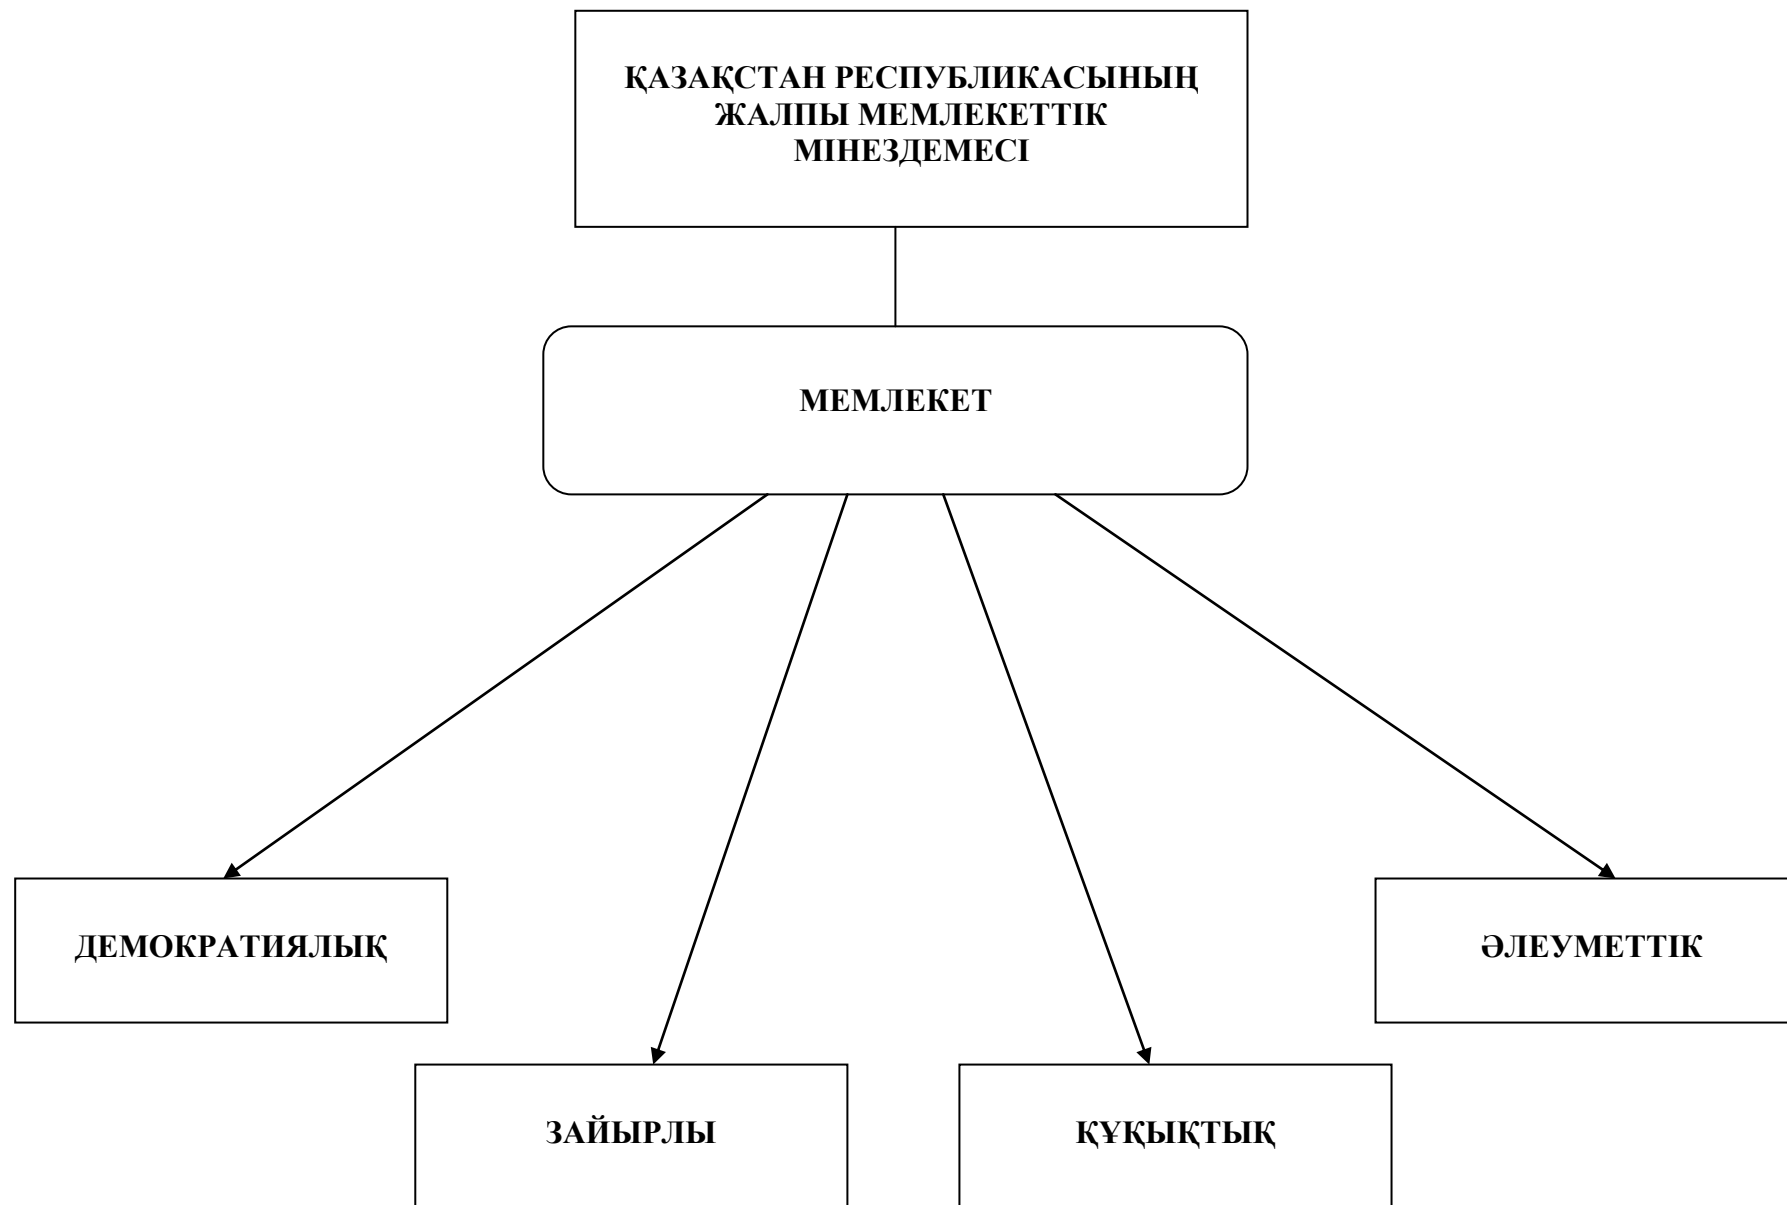 ҚАЗАҚСТАН РЕСПУБЛИКАСЫНЫҢ
ЖАЛПЫ МЕМЛЕКЕТТІК
МІНЕЗДЕМЕСІ
МЕМЛЕКЕТ
ДЕМОКРАТИЯЛЫҚ
ӘЛЕУМЕТТІК
ЗАЙЫРЛЫ
ҚҰҚЫҚТЫҚ